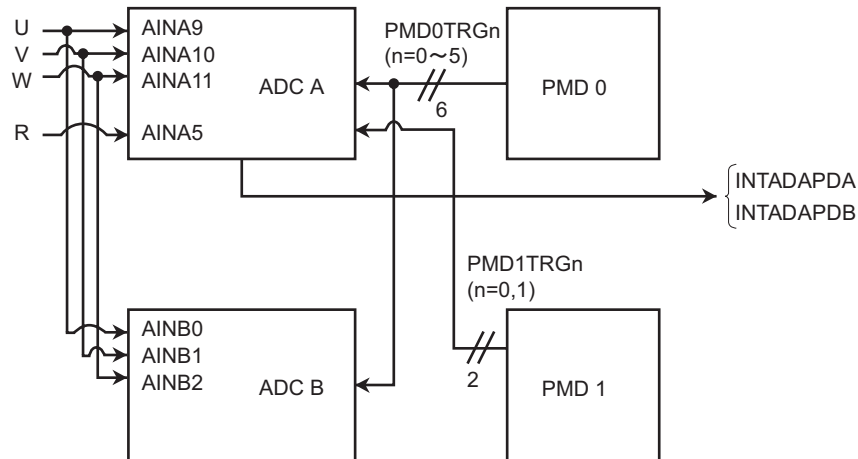 U
V
W
R
AINA9
AINA10
AINA11
AINA5
ADC A
PMD0TRGn
(n=0～5)
6
PMD 0
INTADAPDA
INTADAPDB
PMD1TRGn
(n=0,1)
2
AINB0
AINB1
AINB2
ADC B
PMD 1